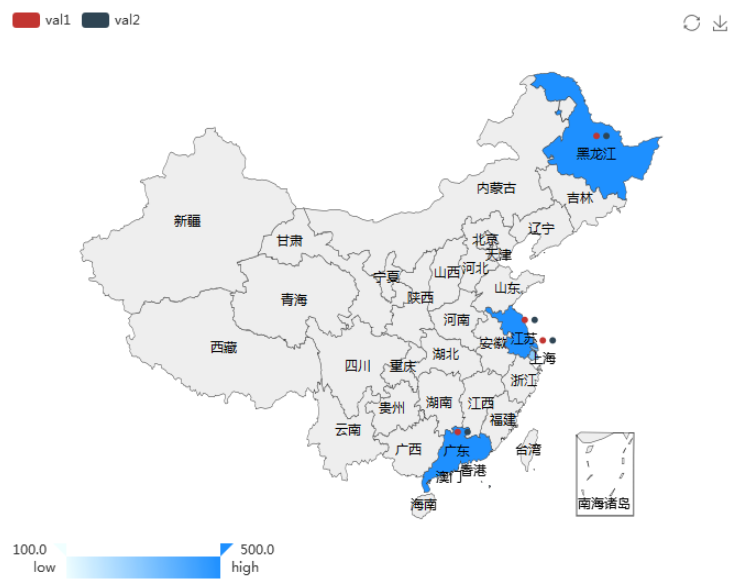 val1 val2
黑龙江
内蒙古
吉林
新疆
辽宁
甘肃
北京
天津
宁夏
山西
河北
山东
青海
陕西
河南
江苏
安徽
西藏
湖北
上海
四川
重庆
浙江
贵州
湖南
江西
福建
云南
广西
广东
台湾
香港
澳门
海南
南海诸岛
100.0 500.0
low high